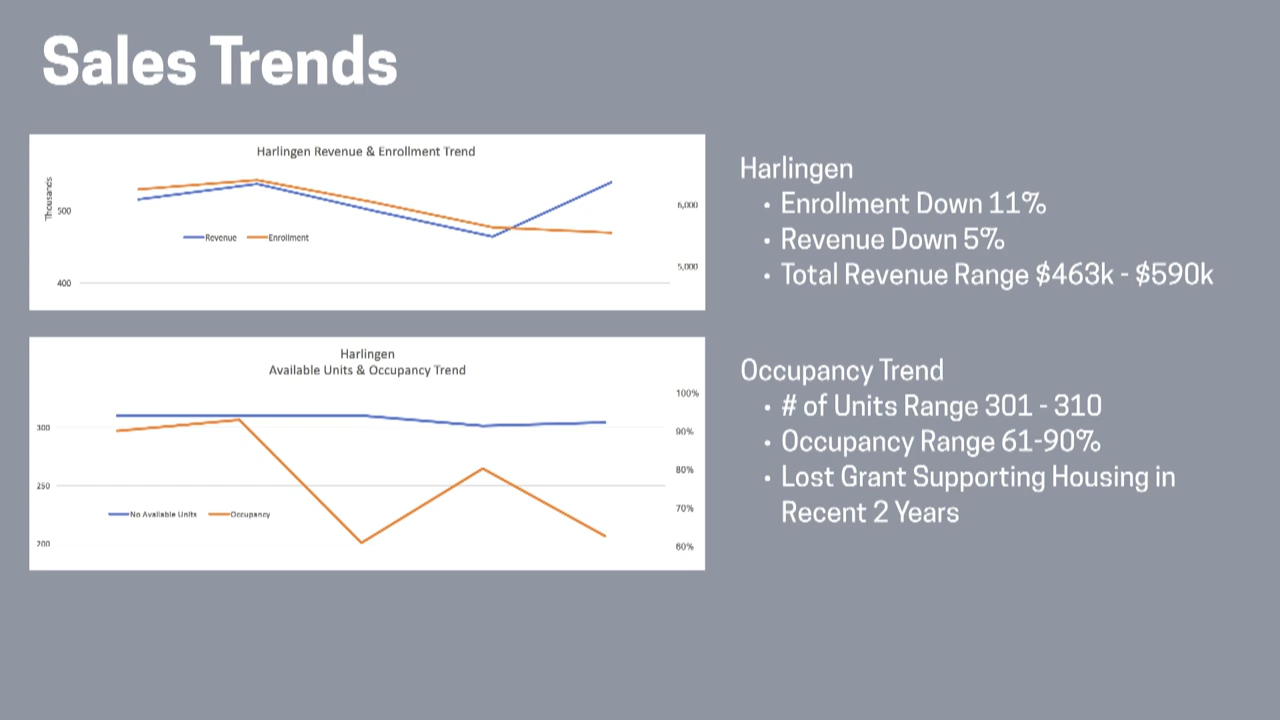 Sales Trends
Harlingen Revenue & Enrollment Trend
Thousands
500
400
6,000
5,000
Revenue
Enrollment
Harlingen
• Enrollment Down 11%
• Revenue Down 5%
• Total Revenue Range $463k - $590k
Harlingen
Available Units & Occupancy Trend
300
250
200
100%
90%
80%
70%
60%
No Available Units
Occupancy
Occupancy Trend
• # of Units Range 301 - 310
• Occupancy Range 61-90%
• Lost Grant Supporting Housing in
Recent 2 Years